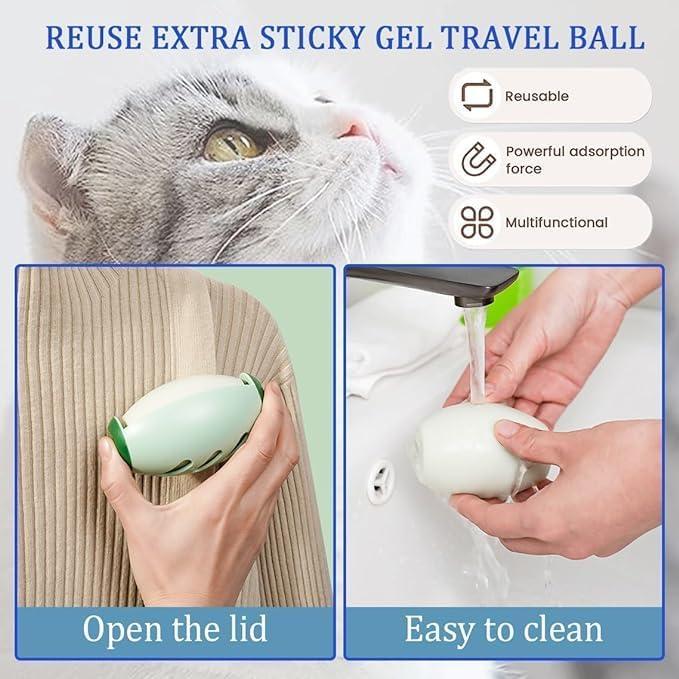 REUSE EXTRA STICKY GEL TRAVEL BALL
Reusable
Powerful adsorption
force
Multifunctional
Open the lid
Easy to clean